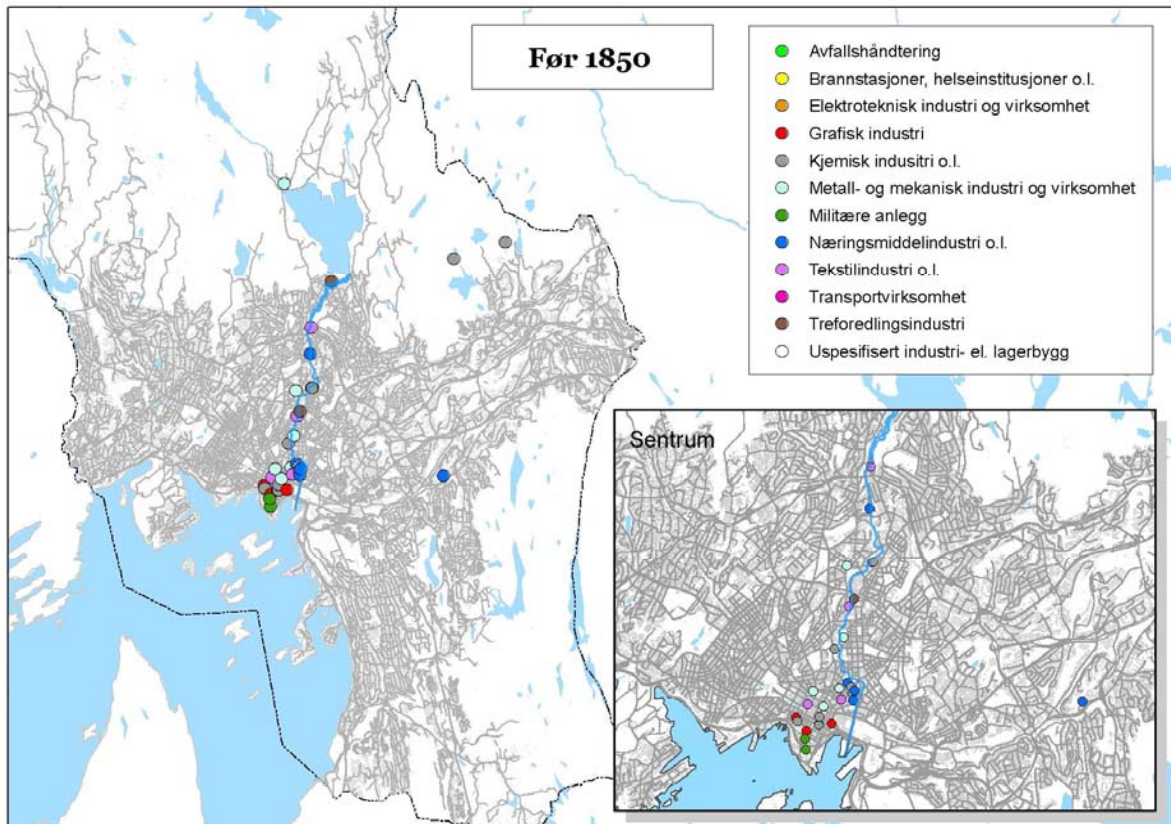 Før 1850
Avfallshåndtering
Brannstasjoner, helseinstitusjoner o.l.
Elektroteknisk industri og virksomhet
Grafisk industri
Kjemisk indusitri o.l.
Metall- og mekanisk industri og virksomhet
Militære anlegg
Næringsmiddelindustri o.l.
Tekstilindustri o.l.
Transportvirksomhet
Treforedlingsindustri
Uspesifisert industri- el. lagerbygg
Sentrum